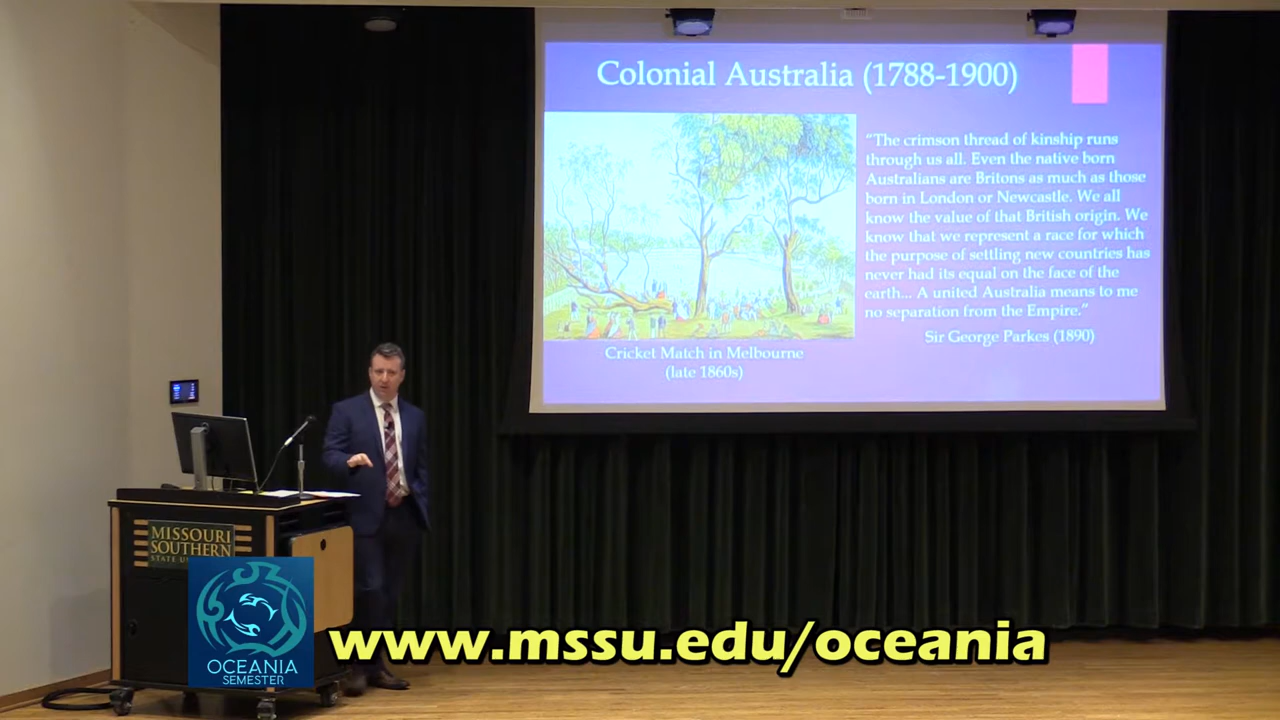 Colonial Australia (1788-1900)
"The crimson thread of kinship runs
through us all. Even the native born
Australians are Britons as much as those
born in London or Newcastle. We all
know the value of that British origin. We
know that we represent a race for which
the purpose of settling new countries has
never had its equal on the face of the
earth... A united Australia means to me
no separation from the Empire."
Sir George Parkes (1890)
Cricket Match in Melbourne
(late 1860s)
MISSOURI
SOUTHERN
STATE
OCEANIA
SEMESTER
www.mssu.edu/oceania